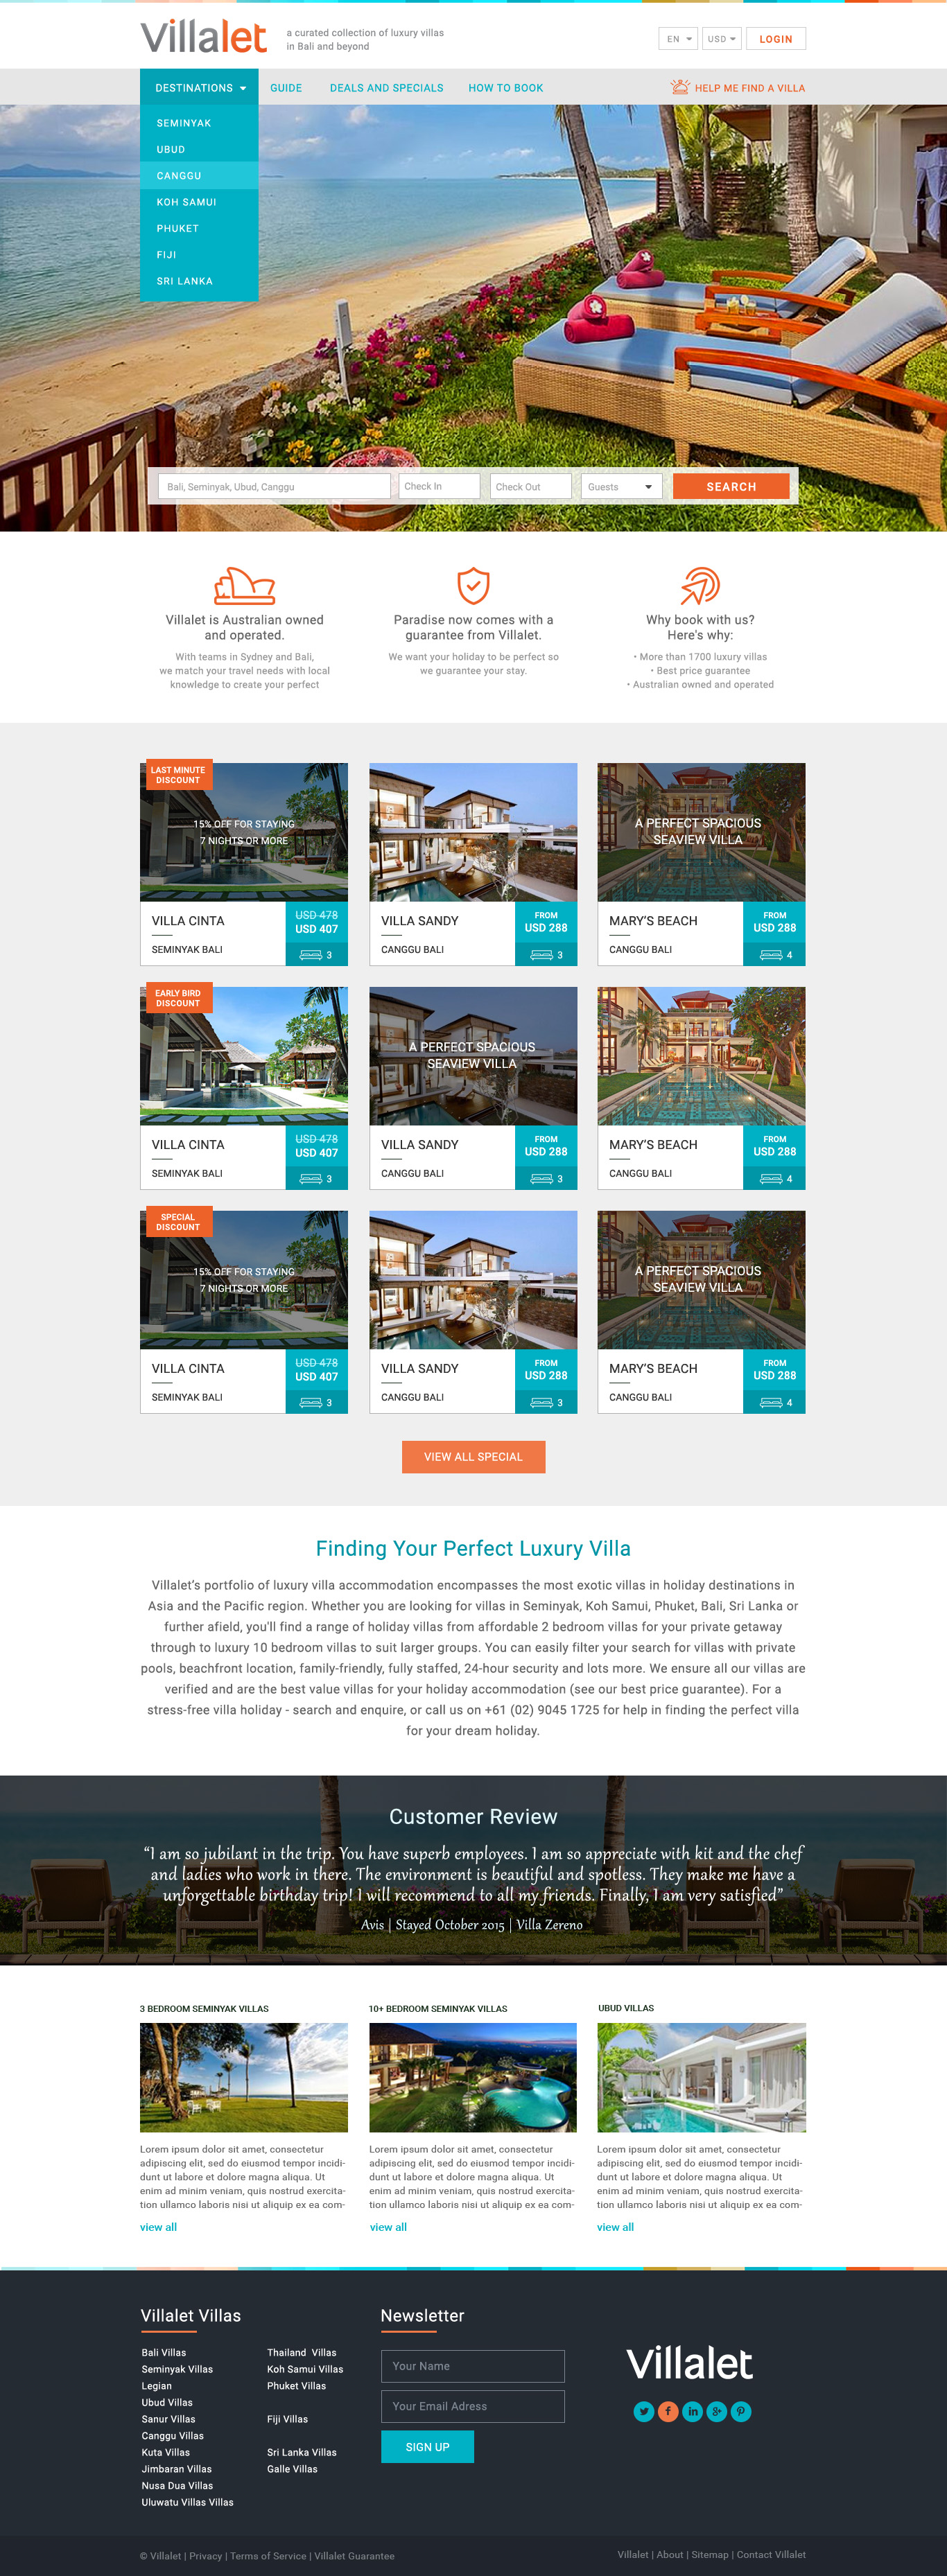 Villalet
a curated collection of luxury villas
in Bali and beyond
EN
USD
LOGIN
DESTINATIONS
GUIDE
DEALS AND SPECIALS
HOW TO BOOK
HELP ME FIND A VILLA
SEMINYAK
UBUD
CANGGU
KOH SAMUI
PHUKET
FIJI
SRI LANKA
Bali, Seminyak, Ubud, Canggu
Check In
Check Out
Guests
SEARCH
Villalet is Australian owned
and operated.
With teams in Sydney and Bali,
we match your travel needs with local
knowledge to create your perfect
Paradise now comes with a
guarantee from Villalet.
We want your holiday to be perfect so
we guarantee your stay.
Why book with us?
Here's why:
• More than 1700 luxury villas
• Best price guarantee
• Australian owned and operated
LAST MINUTE
DISCOUNT
15% OFF FOR STAYING
7 NIGHTS OR MORE
VILLA CINTA
SEMINYAK BALI
USD 478
USD 407
3
VILLA SANDY
CANGGU BALI
FROM
USD 288
3
A PERFECT SPACIOUS
SEAVIEW VILLA
MARY'S BEACH
CANGGU BALI
FROM
USD 288
4
EARLY BIRD
DISCOUNT
VILLA CINTA
SEMINYAK BALI
USD 478
USD 407
3
A PERFECT SPACIOUS
SEAVIEW VILLA
VILLA SANDY
CANGGU BALI
FROM
USD 288
3
MARY'S BEACH
CANGGU BALI
FROM
USD 288
4
SPECIAL
DISCOUNT
15% OFF FOR STAYING
7 NIGHTS OR MORE
VILLA CINTA
SEMINYAK BALI
USD 478
USD 407
3
VILLA SANDY
CANGGU BALI
FROM
USD 288
3
A PERFECT SPACIOUS
SEAVIEW VILLA
MARY'S BEACH
CANGGU BALI
FROM
USD 288
4
VIEW ALL SPECIAL
Finding Your Perfect Luxury Villa
Villalet's portfolio of luxury villa accommodation encompasses the most exotic villas in holiday destinations in
Asia and the Pacific region. Whether you are looking for villas in Seminyak, Koh Samui, Phuket, Bali, Sri Lanka or
further afield, you'll find a range of holiday villas from affordable 2 bedroom villas for your private getaway
through to luxury 10 bedroom villas to suit larger groups. You can easily filter your search for villas with private
pools, beachfront location, family-friendly, fully staffed, 24-hour security and lots more. We ensure all our villas are
verified and are the best value villas for your holiday accommodation (see our best price guarantee). For a
stress-free villa holiday - search and enquire, or call us on +61 (02) 9045 1725 for help in finding the perfect villa
for your dream holiday.
Customer Review
“I am so jubilant in the trip. You have superb employees. I am so appreciate with kit and the chef
and ladies who work in there. The environment is beautiful and spotless. They make me have a
unforgettable birthday trip! I will recommend to all my friends. Finally, I am very satisfied”
Avis | Stayed October 2015 | Villa Zereno
3 BEDROOM SEMINYAK VILLAS
Lorem ipsum dolor sit amet, consectetur
adipiscing elit, sed do eiusmod tempor incidi-
dunt ut labore et dolore magna aliqua. Ut
enim ad minim veniam, quis nostrud exercita-
tion ullamco laboris nisi ut aliquip ex ea com-
view all
10+ BEDROOM SEMINYAK VILLAS
Lorem ipsum dolor sit amet, consectetur
adipiscing elit, sed do eiusmod tempor incidi-
dunt ut labore et dolore magna aliqua. Ut
enim ad minim veniam, quis nostrud exercita-
tion ullamco laboris nisi ut aliquip ex ea com-
view all
UBUD VILLAS
Lorem ipsum dolor sit amet, consectetur
adipiscing elit, sed do eiusmod tempor incidi-
dunt ut labore et dolore magna aliqua. Ut
enim ad minim veniam, quis nostrud exercita-
tion ullamco laboris nisi ut aliquip ex ea com-
view all
Villalet Villas
Bali Villas
Seminyak Villas
Legian
Ubud Villas
Sanur Villas
Canggu Villas
Kuta Villas
Jimbaran Villas
Nusa Dua Villas
Uluwatu Villas Villas
Thailand Villas
Koh Samui Villas
Phuket Villas
Fiji Villas
Sri Lanka Villas
Galle Villas
Newsletter
Your Name
Your Email Adress
SIGN UP
Villalet
© Villalet | Privacy | Terms of Service | Villalet Guarantee
Villalet | About | Sitemap | Contact Villalet